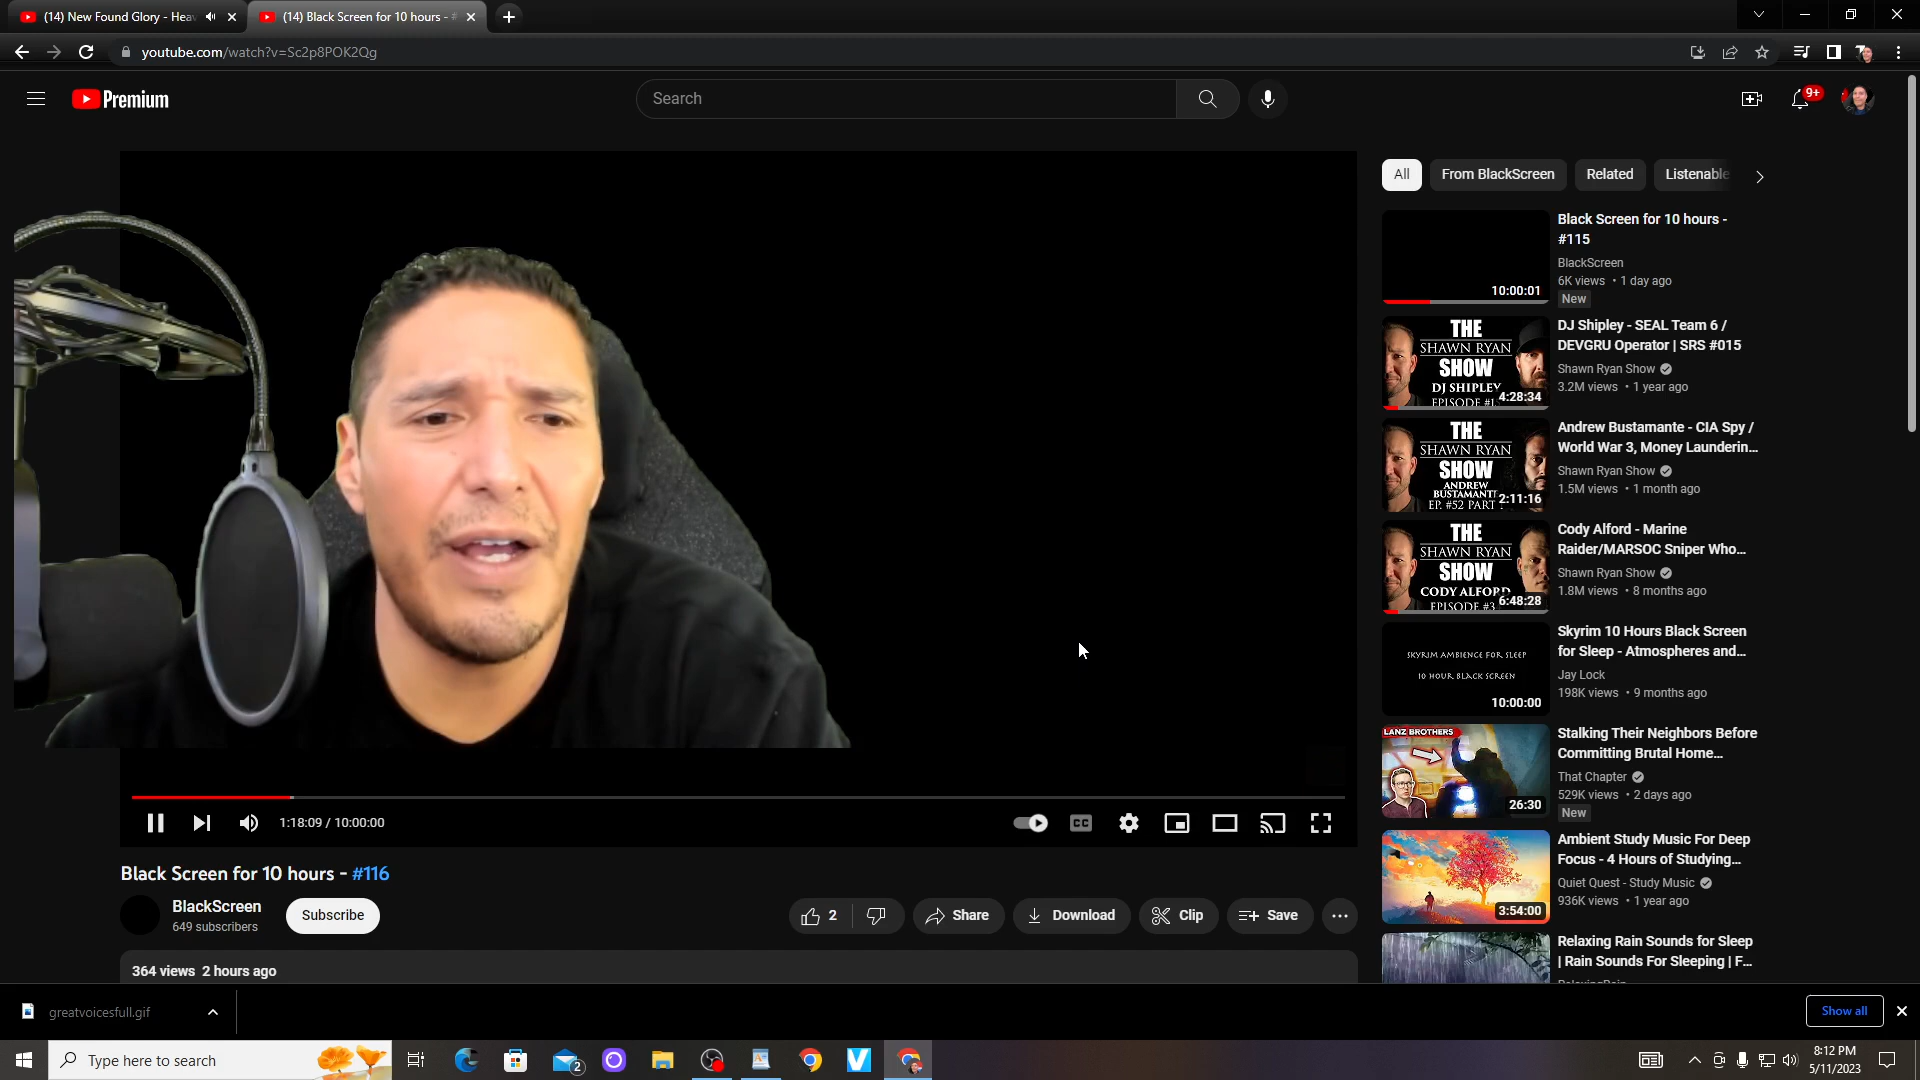 (14) New Found Glory - Hea
(14) Black Screen for 10 hours - #
youtube.com/watch?v=Sc2p8POK2Qg
Premium
Search
9+
All
From BlackScreen
Related
Listenable
Black Screen for 10 hours -
#115
BlackScreen
6K views • 1 day ago
New
10:00:01
THE
SHAWN RYAN
SHOW
DJ SHIPLEY
4:28:34
DJ Shipley - SEAL Team 6 /
DEVGRU Operator | SRS #015
Shawn Ryan Show
3.2M views • 1 year ago
THE
SHAWN RYAN
SHOW
ANDREW
BUSTAMANTE
EP. #52 PART
2:11:16
Andrew Bustamante - CIA Spy /
World War 3, Money Launderin...
Shawn Ryan Show
1.5M views • 1 month ago
THE
SHAWN RYAN
SHOW
CODY ALFORD
EPISODE #3
6:48:28
Cody Alford - Marine
Raider/MARSOC Sniper Who...
Shawn Ryan Show
1.8M views • 8 months ago
SKYRIM AMBIENCE FOR SLEEP
10 HOUR BLACK SCREEN
10:00:00
Skyrim 10 Hours Black Screen
for Sleep - Atmospheres and...
Jay Lock
198K views • 9 months ago
LANZ BROTHERS
26:30
Stalking Their Neighbors Before
Committing Brutal Home...
That Chapter
529K views • 2 days ago
New
3:54:00
Ambient Study Music For Deep
Focus - 4 Hours of Studying...
Quiet Quest - Study Music
936K views • 1 year ago
Relaxing Rain Sounds for Sleep
| Rain Sounds For Sleeping | F...
1:18:09 / 10:00:00
CC
Black Screen for 10 hours - #116
BlackScreen
649 subscribers
Subscribe
2
Share
Download
Clip
Save
364 views 2 hours ago
greatvoicesfull.gif
Show all
Type here to search
2
8:12 PM
5/11/2023